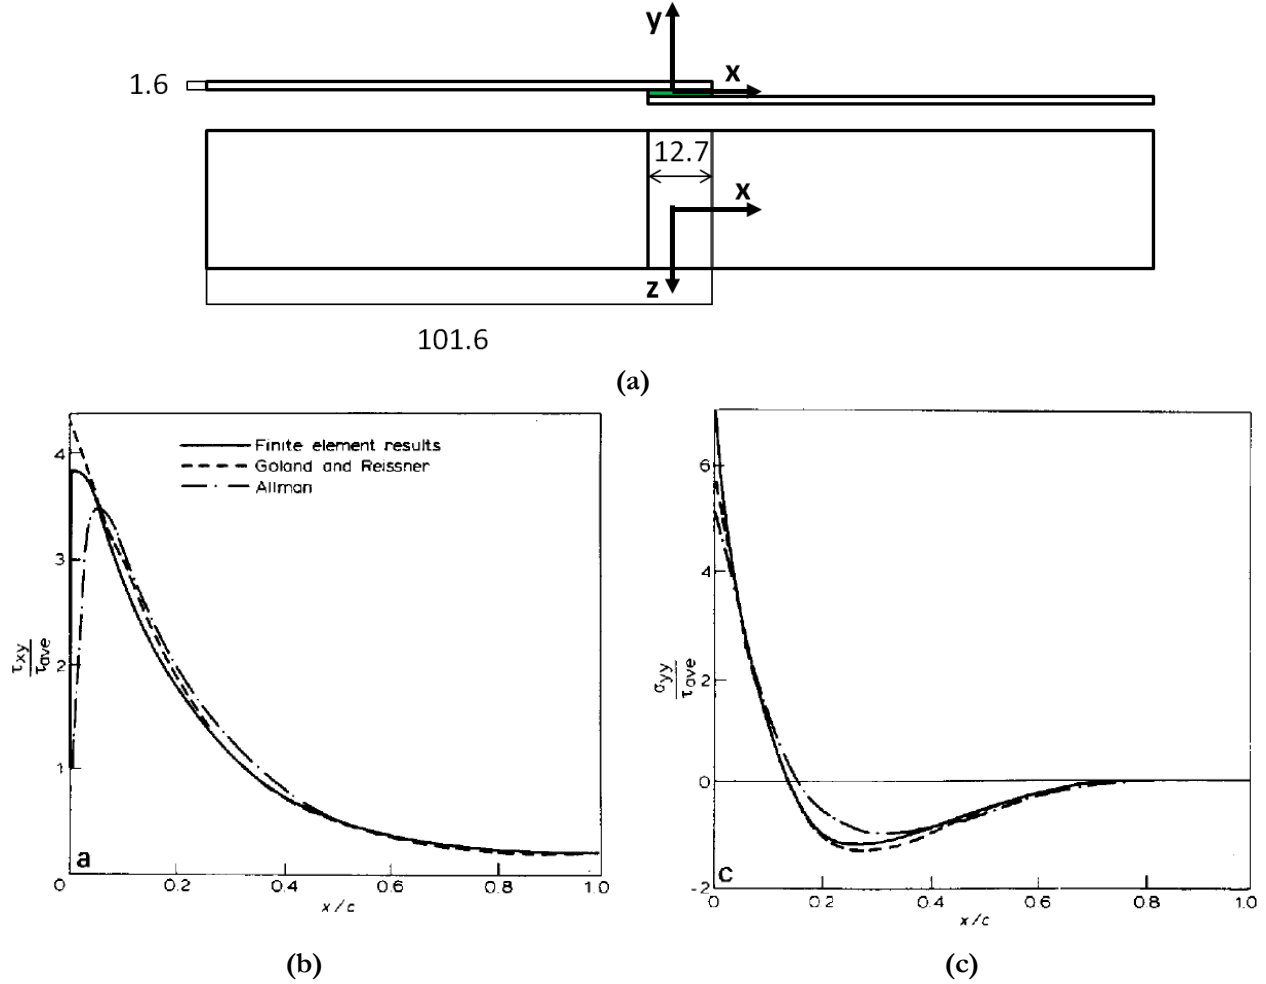 y
x
1.6
12.7
x
z
101.6
(a)
4
3
2
1
0
τxy
τave
Finite element results
Goland and Reissner
Allman
a
0.2
0.4
0.6
0.8
1.0
x/c
(b)
6
4
2
0
-2
σyy
τave
c
0
0.2
0.4
0.6
0.8
1.0
x/c
(c)